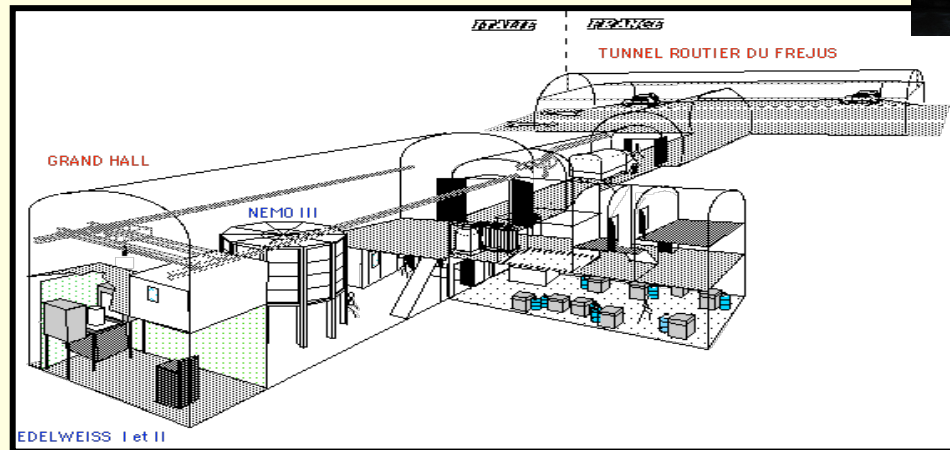 ITALIE FRANCE
TUNNEL ROUTIER DU FREJUS
GRAND HALL
NEMO III
EDELWEISS I et II